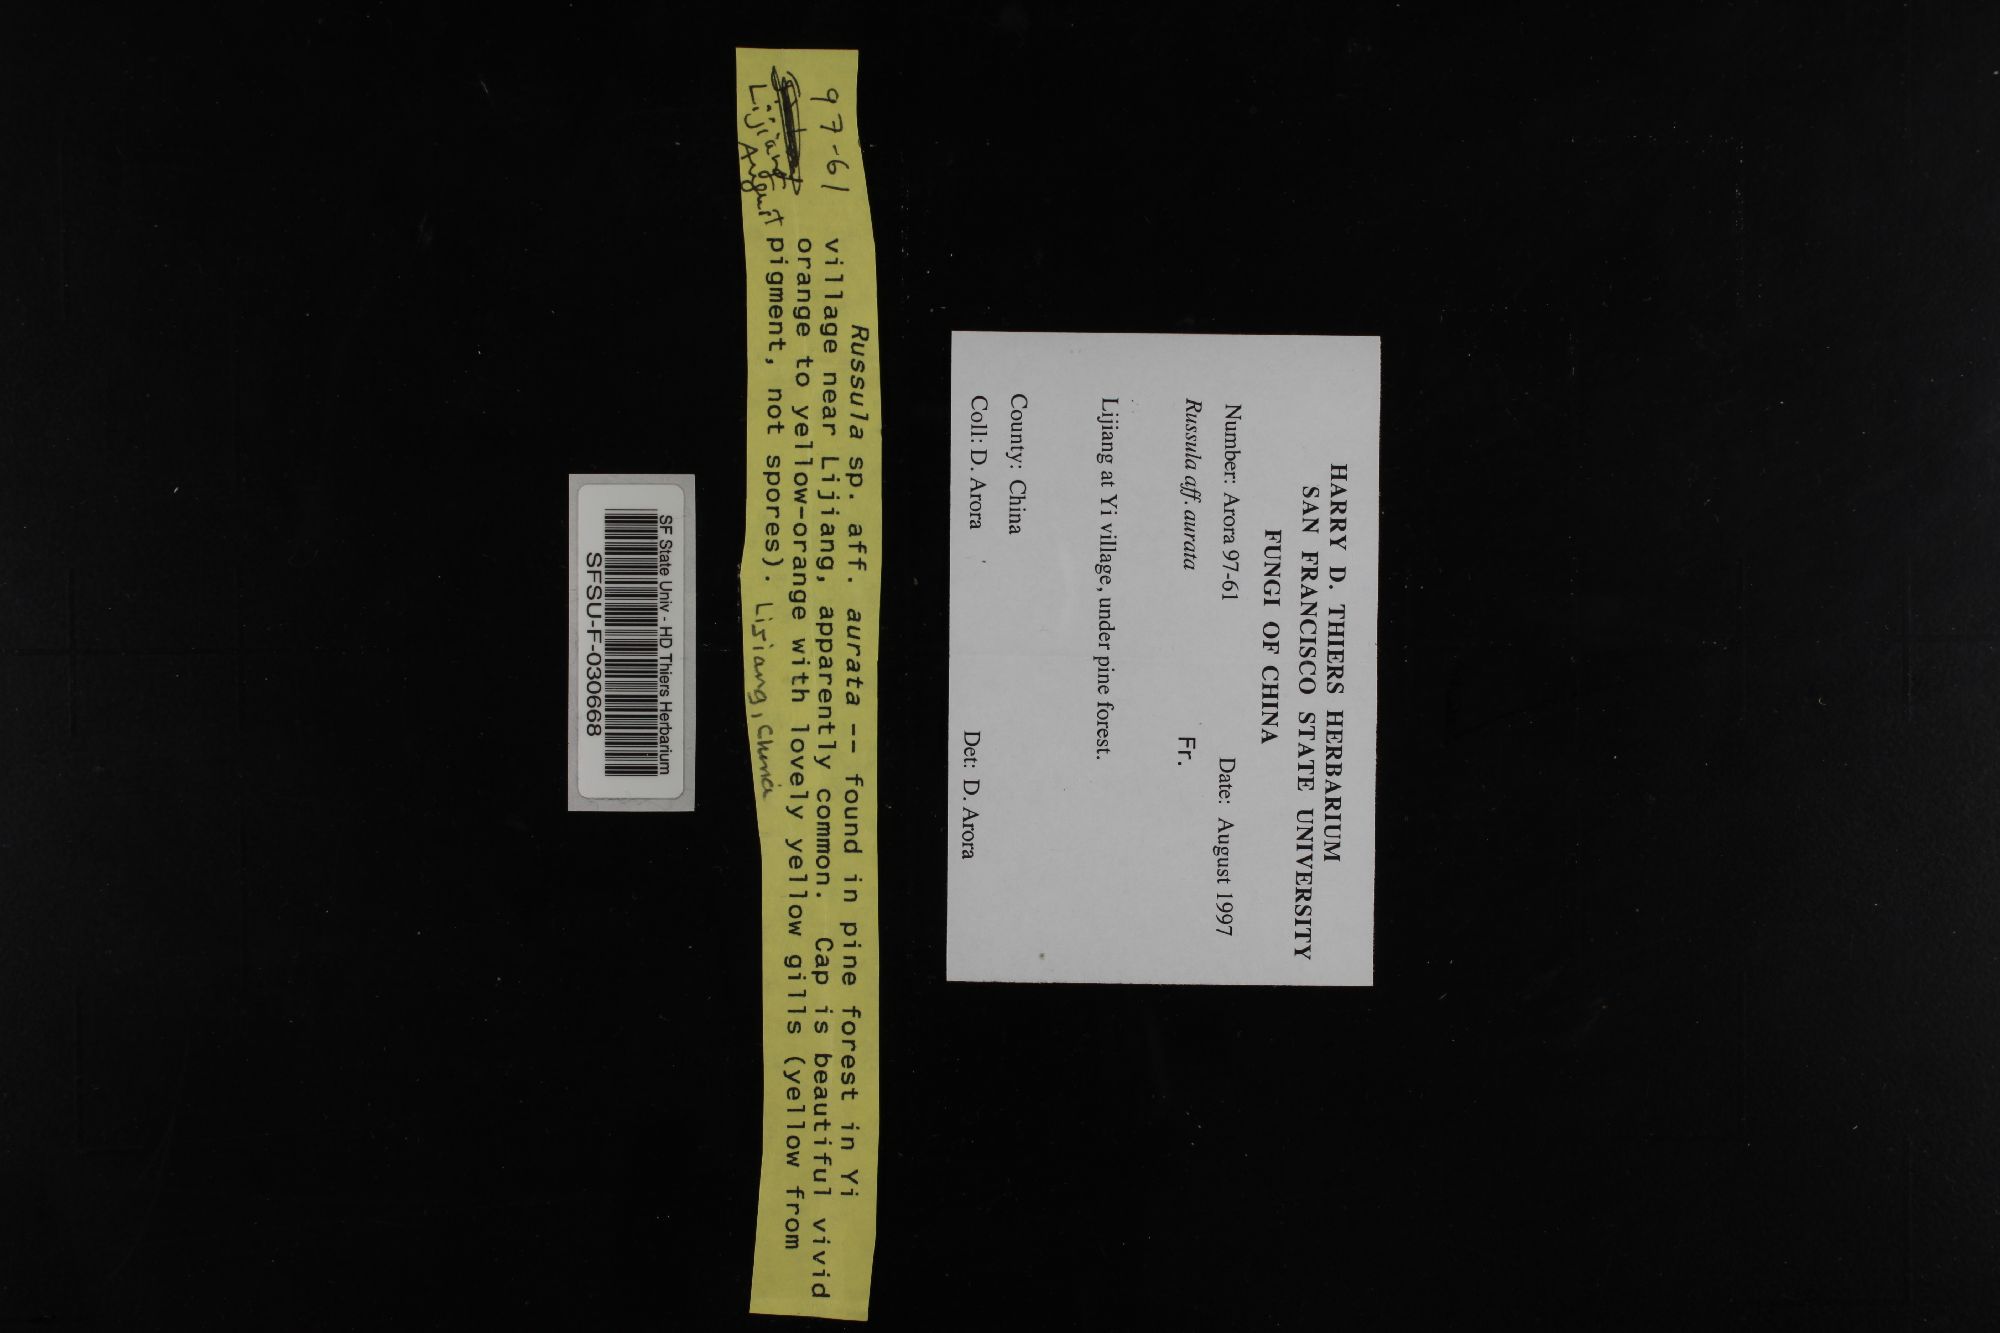 HARRY D. THIERS HERBARIUM
SAN FRANCISCO STATE UNIVERSITY
FUNGI OF CHINA
Number: Arora 97-61 Date: August 1997
Russula aff. aurata Fr.
Lijiang at Yi village, under pine forest.
County: China
Coll: D. Arora Det: D. Arora
97-61
Lijiang
August
Russula sp. aff. aurata -- found in pine forest in Yi
village near Lijiang, apparently common. Cap is beautiful vivid
orange to yellow-orange with lovely yellow gills (yellow from
pigment, not spores). Lijiang, China
SF State Univ - HD Thiers Herbarium
SFSU-F-030668